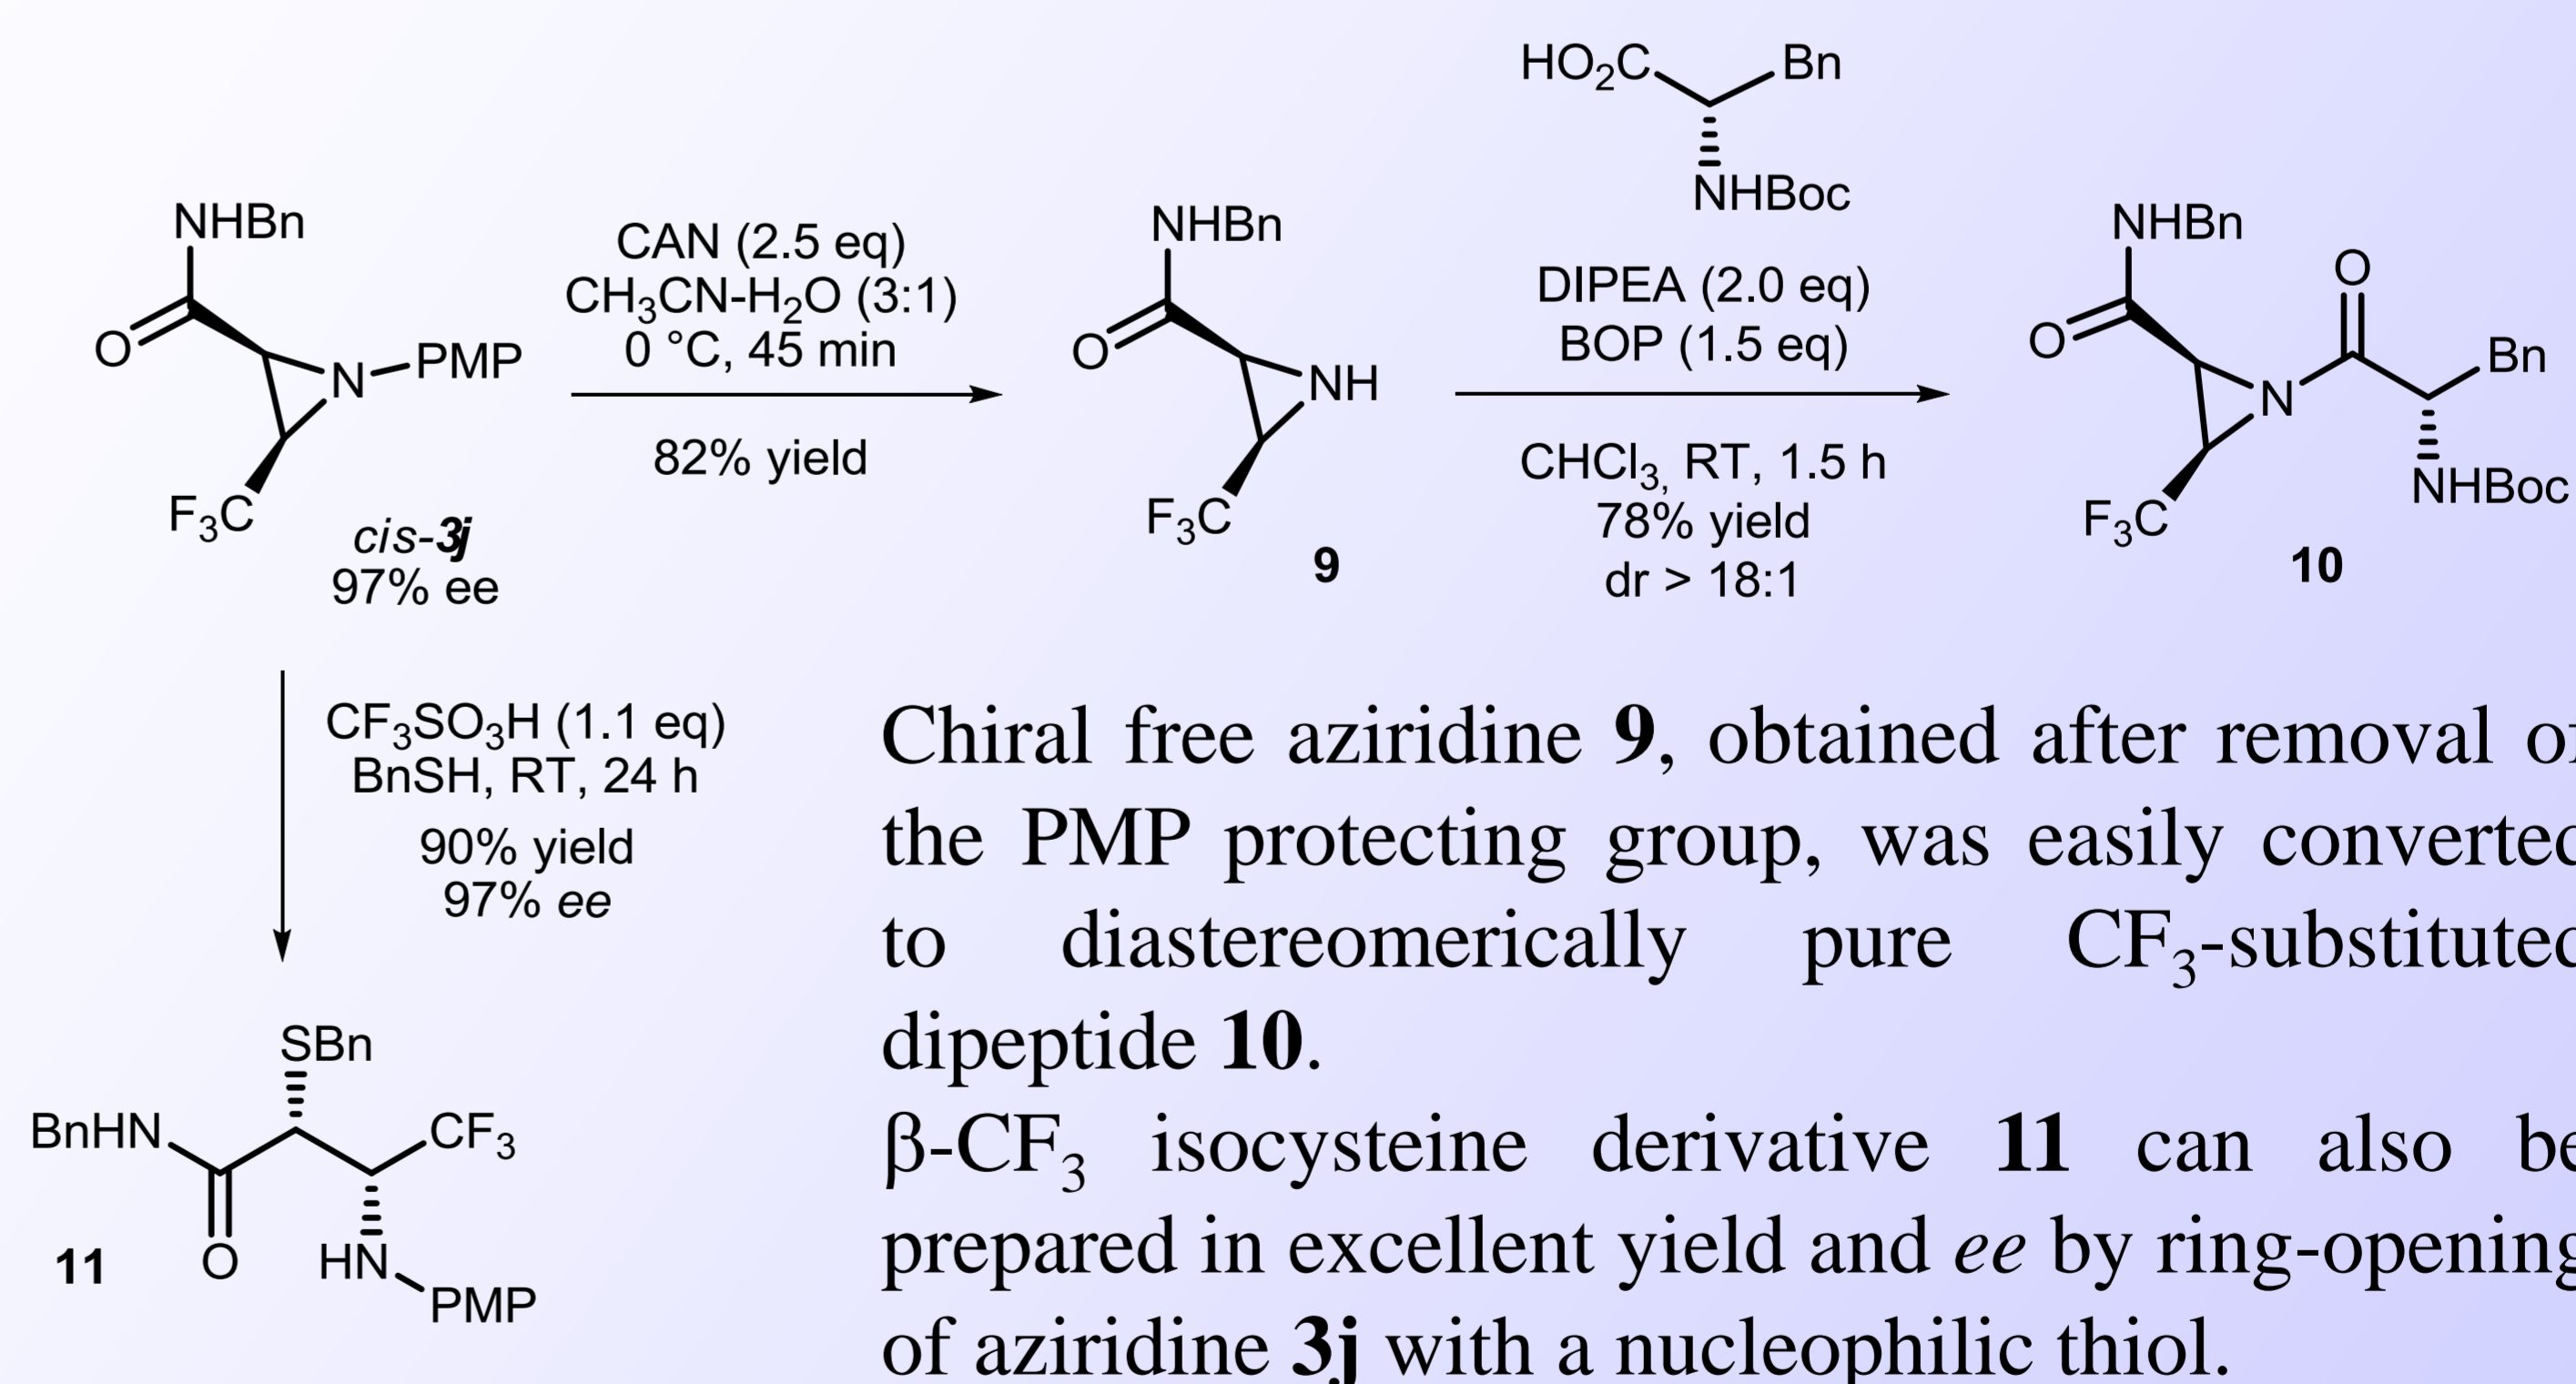 HO₂C
Bn
NHBoc
NHBn
O
N
PMP
F₃C
cis-3j
97% ee
CAN (2.5 eq)
CH₃CN-H₂O (3:1)
0 °C, 45 min
82% yield
NHBn
O
NH
F₃C
9
DIPEA (2.0 eq)
BOP (1.5 eq)
CHCl₃, RT, 1.5 h
78% yield
dr > 18:1
NHBn
O
O
N
Bn
NHBoc
F₃C
10
CF₃SO₃H (1.1 eq)
BnSH, RT, 24 h
90% yield
97% ee
SBn
BnHN
CF₃
O
HN
PMP
11
Chiral free aziridine 9, obtained after removal of
the PMP protecting group, was easily converted
to diastereomerically pure CF₃-substituted
dipeptide 10.
β-CF₃ isocysteine derivative 11 can also be
prepared in excellent yield and ee by ring-opening
of aziridine 3j with a nucleophilic thiol.